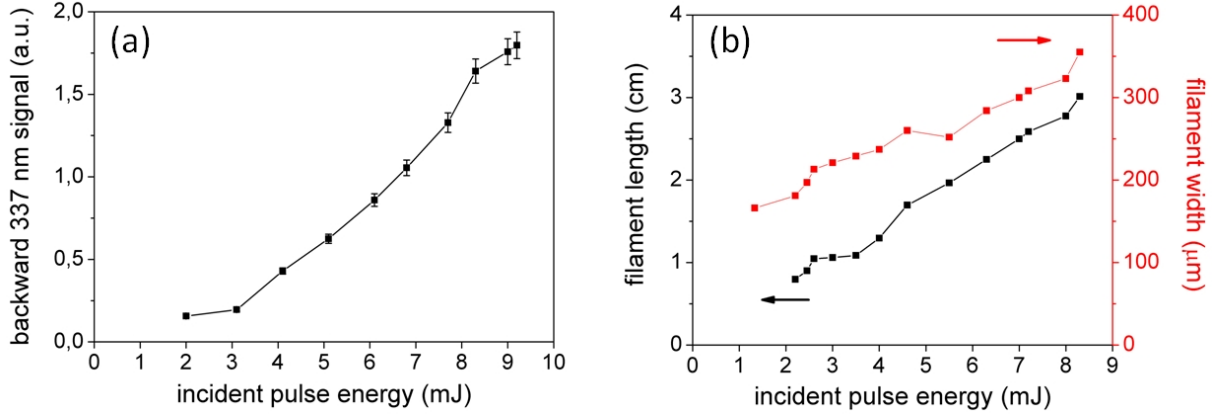 (a)
backward 337 nm signal (a.u.)
2,0
1,5
1,0
0,5
0,0
0 1 2 3 4 5 6 7 8 9 10
incident pulse energy (mJ)
(b)
filament length (cm)
4
3
2
1
0
0 1 2 3 4 5 6 7 8 9
incident pulse energy (mJ)
400
300
200
100
0
filament width (μm)